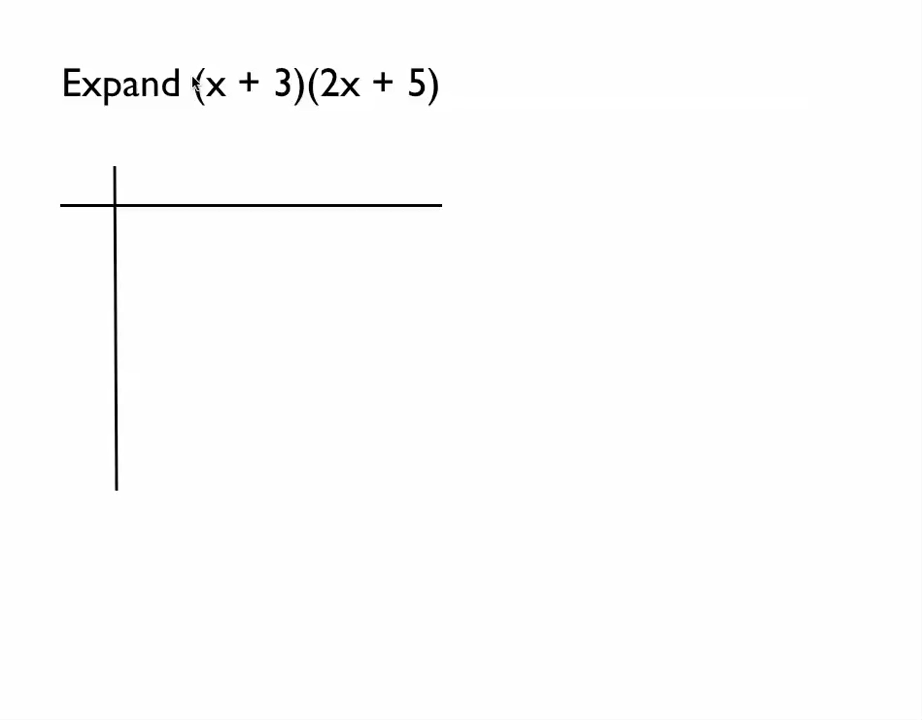 Expand (x + 3)(2x + 5)